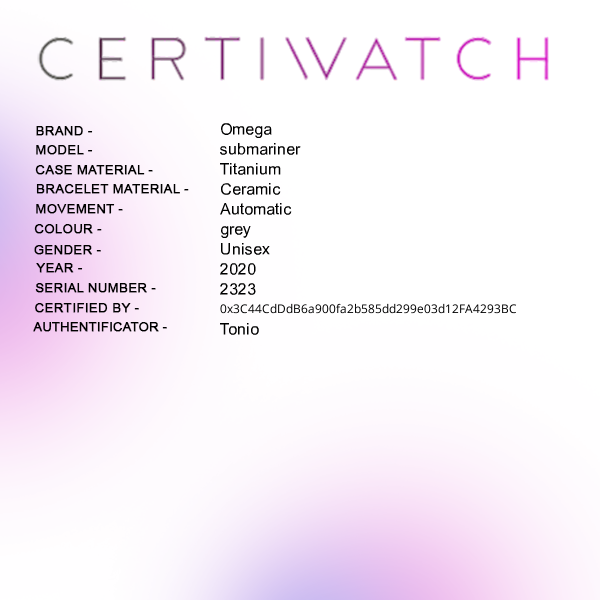 CERTIWATCH
BRAND - Omega
MODEL - submariner
CASE MATERIAL - Titanium
BRACELET MATERIAL - Ceramic
MOVEMENT - Automatic
COLOUR - grey
GENDER - Unisex
YEAR - 2020
SERIAL NUMBER - 2323
CERTIFIED BY - 0x3C44CdDdB6a900fa2b585dd299e03d12FA4293BC
AUTHENTIFICATOR - Tonio